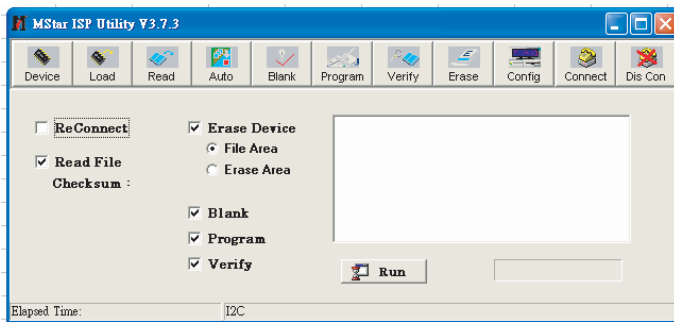 MStar ISP Utility V3.7.3
Device Load Read Auto Blank Program Verify Erase Config Connect Dis Con
ReConnect
Read File
Checksum :
Erase Device
File Area
Erase Area
Blank
Program
Verify
Run
Elapsed Time: I2C